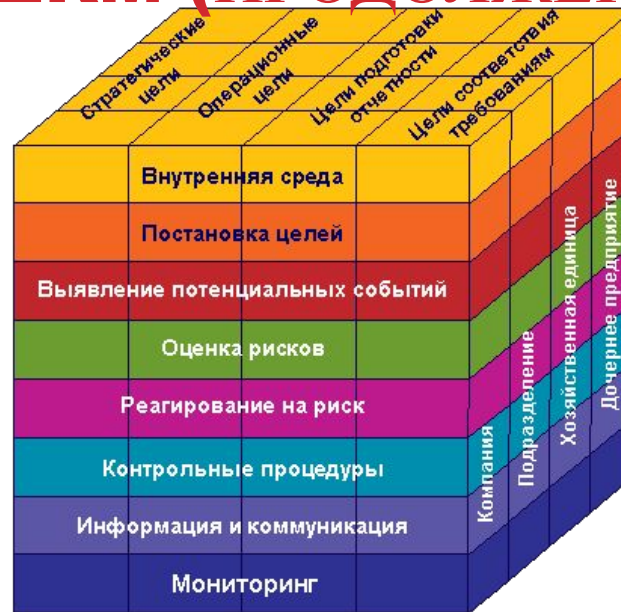 (ПРОДОЛЖЕН
Стратегические
цели
Операционные
цели
Цели подготовки
отчетности
Цели соответствия
требованиям
Внутренняя среда
Постановка целей
Выявление потенциальных событий
Оценка рисков
Реагирование на риск
Контрольные процедуры
Информация и коммуникация
Мониторинг
Компания
Подразделение
Хозяйственная единица
Дочернее предприятие